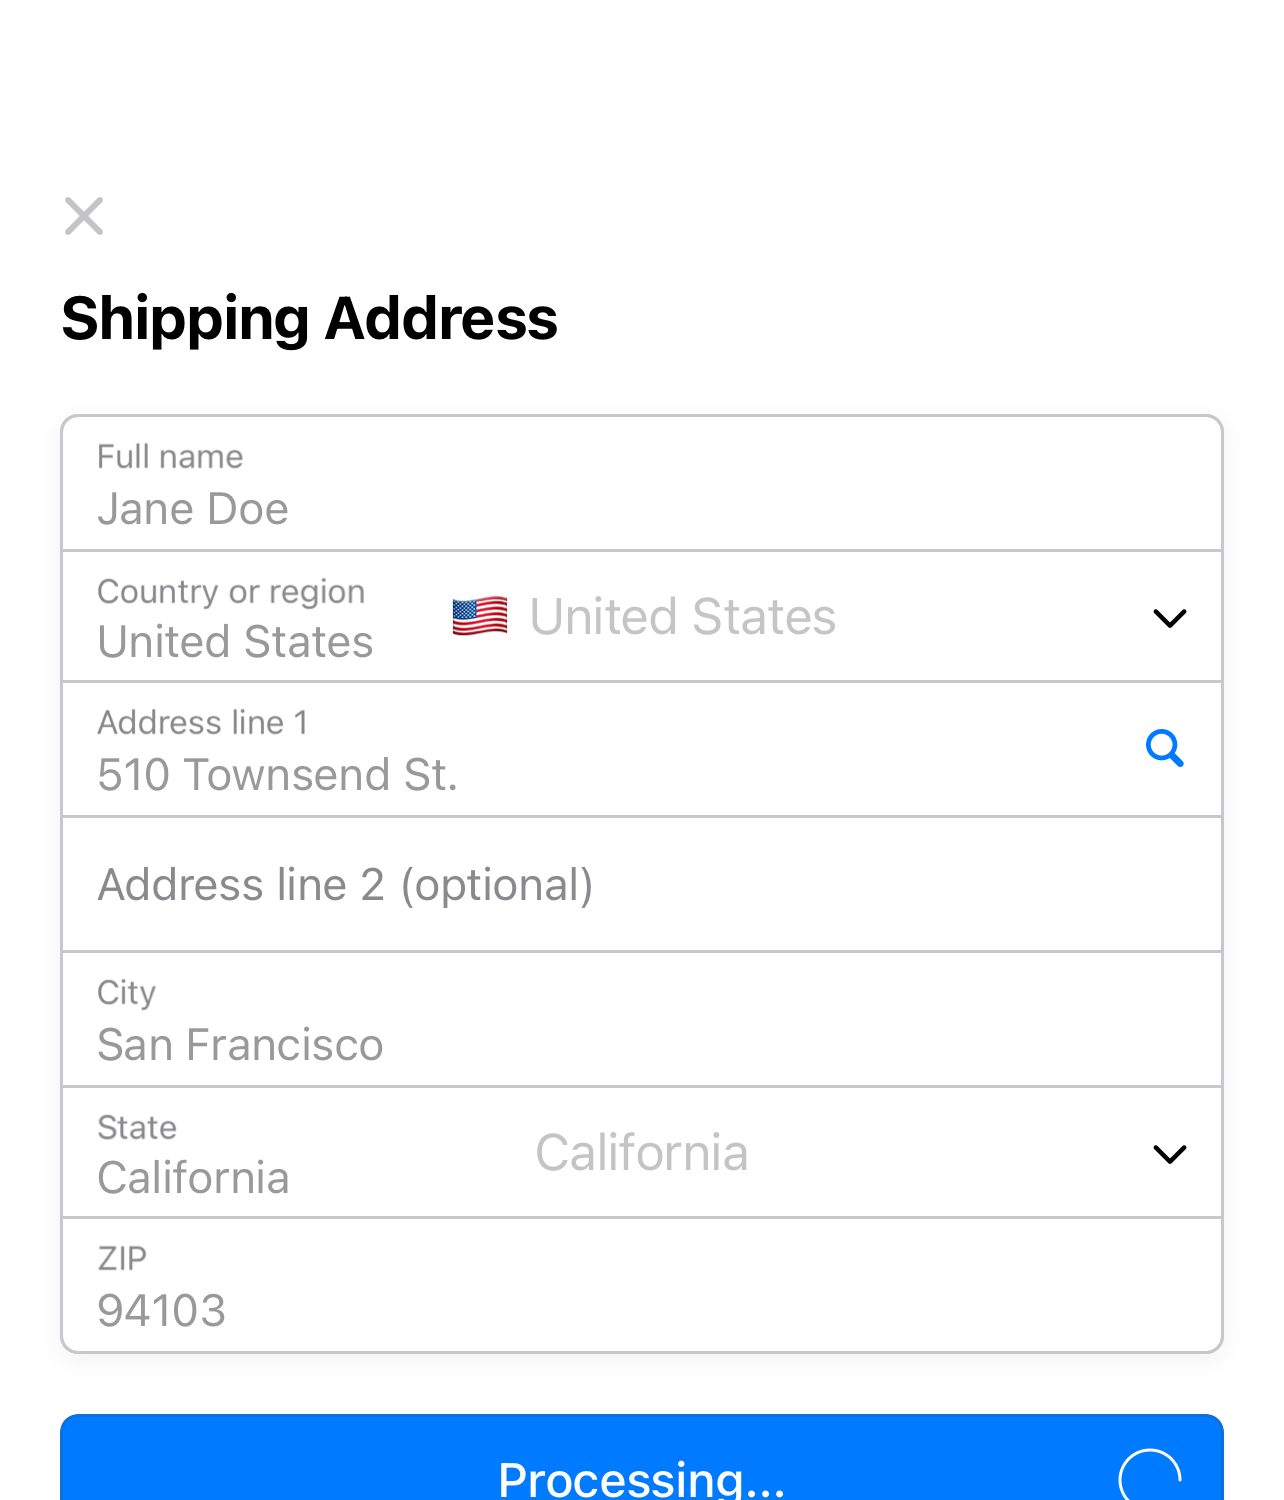 Shipping Address
Full name
Jane Doe
Country or region
United States
United States
Address line 1
510 Townsend St.
Address line 2 (optional)
City
San Francisco
State
California
California
ZIP
94103
Processing...